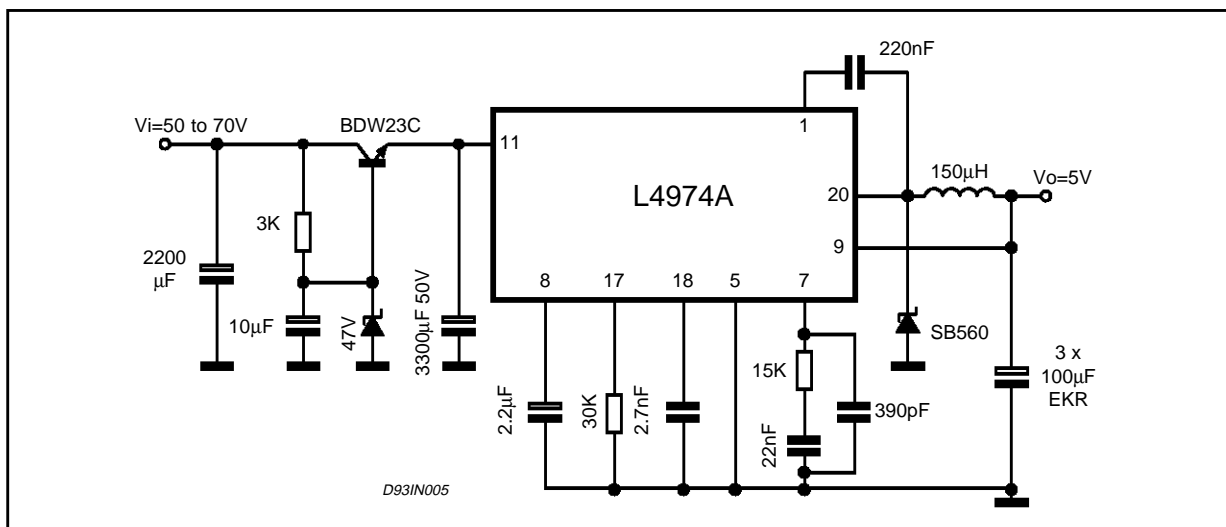 220nF
Vi=50 to 70V
BDW23C
11
1
L4974A
20
9
150μH
Vo=5V
3K
2200
μF
10μF
47V
3300μF 50V
8
17
18
5
7
2.2μF
30K
2.7nF
15K
22nF
390pF
SB560
3 x
100μF
EKR
D93IN005